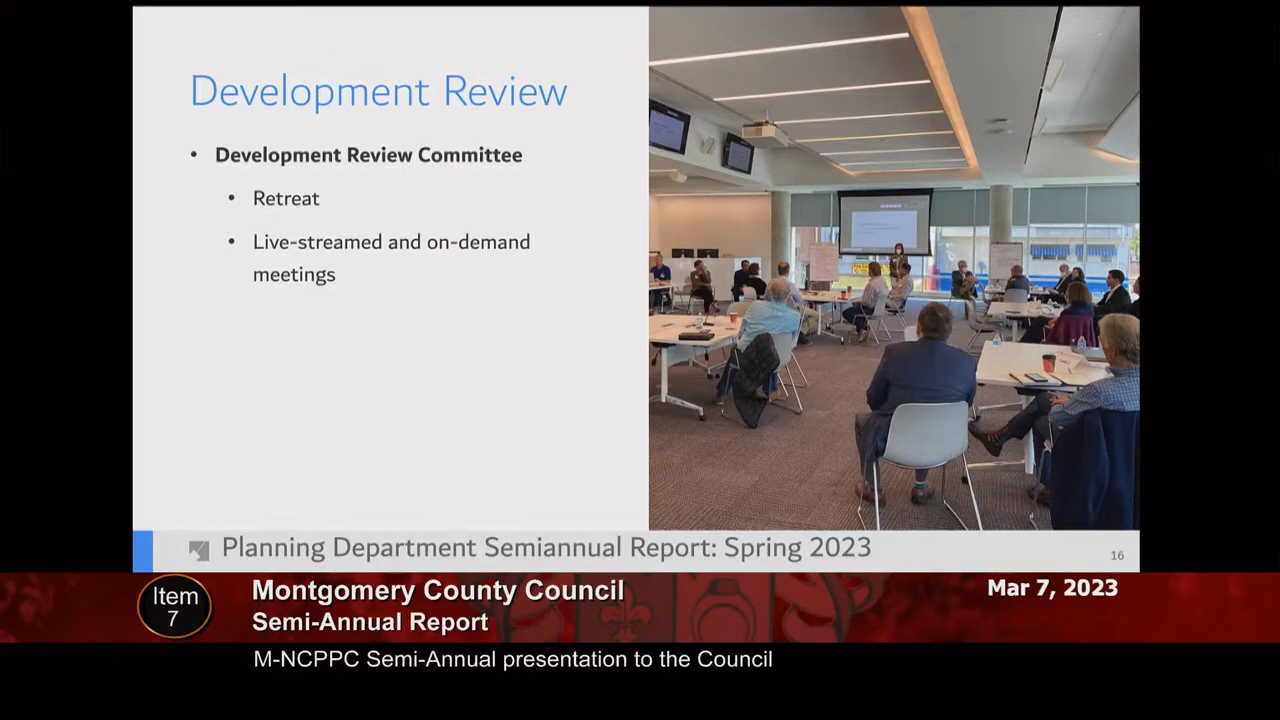 Development Review
• Development Review Committee
• Retreat
• Live-streamed and on-demand
meetings
Planning Department Semiannual Report: Spring 2023
16
Item
7
Montgomery County Council
Semi-Annual Report
Mar 7, 2023
M-NCPPC Semi-Annual presentation to the Council